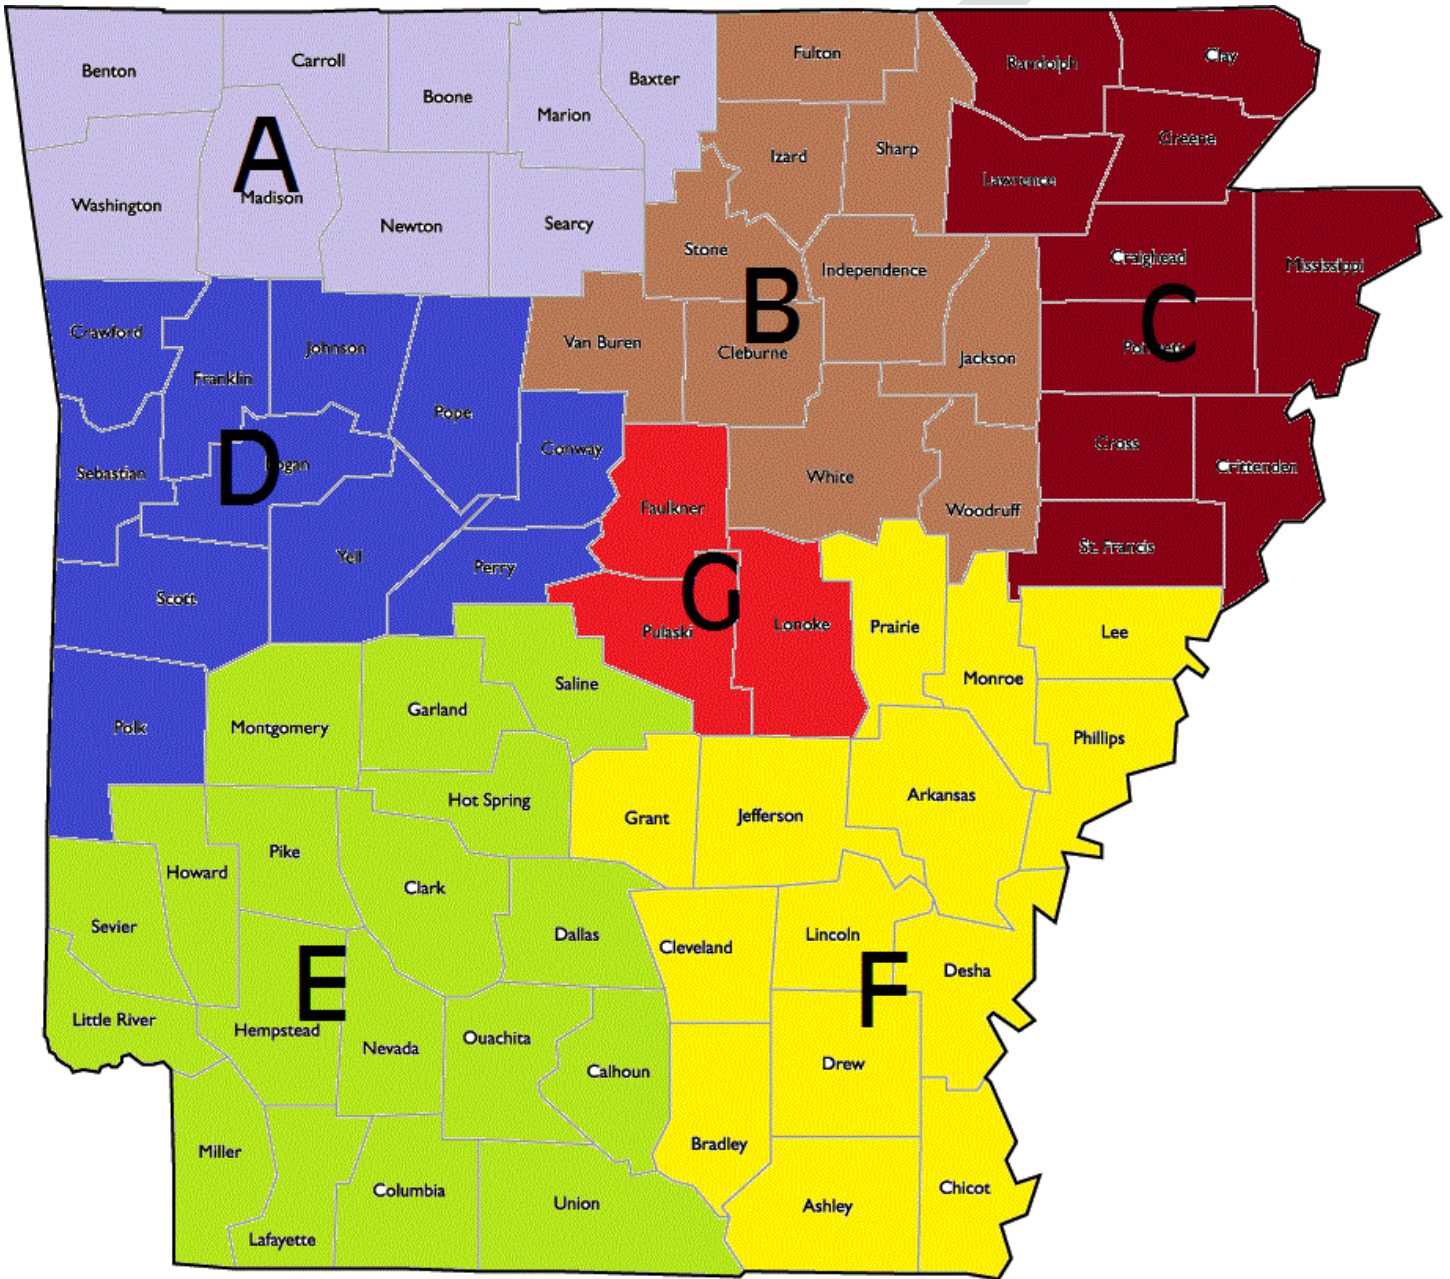 Benton
Carroll
Boone
Marion
Baxter
Fulton
Randolph
Clay
Washington
A
Madison
Newton
Searcy
Izard
Sharp
Lawrence
Greene
Stone
Independence
Craighead
Mississippi
Crawford
Franklin
Johnson
Pope
Van Buren
B
Cleburne
Jackson
C
Sebastian
D
Conway
White
Woodruff
Cross
Crittenden
Faulkner
Scott
Yell
Perry
G
Pulaski
Lonoke
Prairie
St. Francis
Lee
Polk
Montgomery
Garland
Saline
Monroe
Phillips
Hot Spring
Grant
Jefferson
Arkansas
Howard
Pike
Clark
Sevier
Dallas
Cleveland
Lincoln
Desha
Little River
E
Hempstead
Nevada
Ouachita
Calhoun
F
Drew
Miller
Lafayette
Columbia
Union
Bradley
Ashley
Chicot